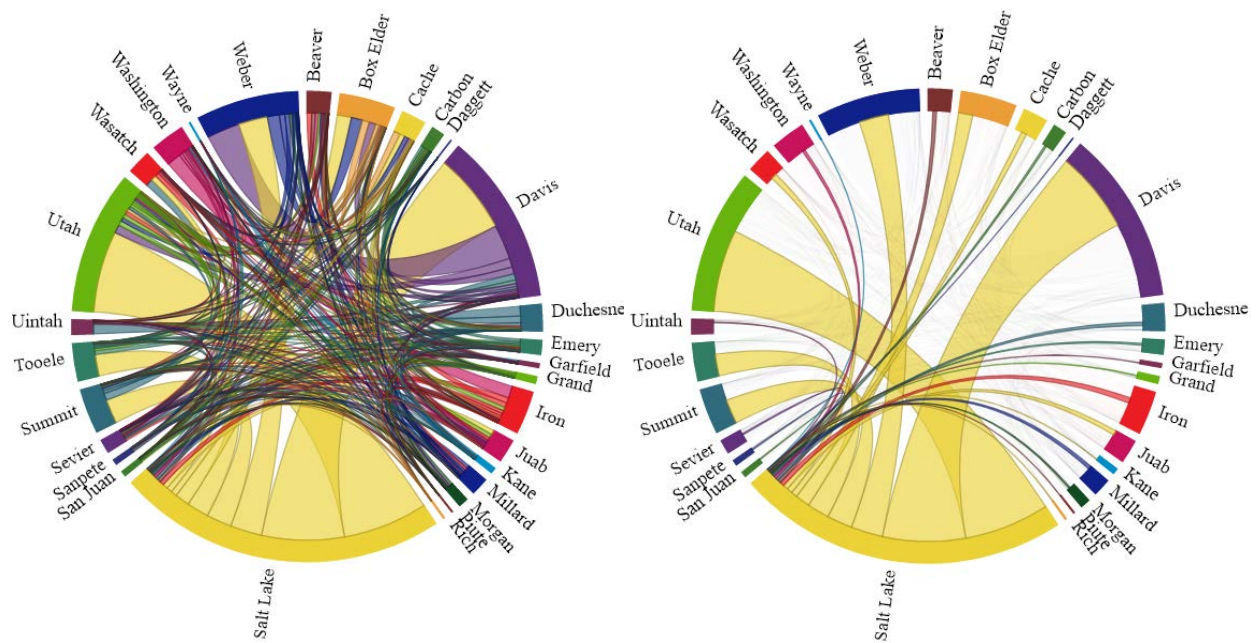 Beaver
Box Elder
Cache
Carbon
Daggett
Davis
Duchesne
Emery
Garfield
Grand
Iron
Juab
Kane
Millard
Morgan
Piute
Rich
Salt Lake
San Juan
Sanpete
Sevier
Summit
Tooele
Uintah
Utah
Wasatch
Washington
Wayne
Weber
Beaver
Box Elder
Cache
Carbon
Daggett
Davis
Duchesne
Emery
Garfield
Grand
Iron
Juab
Kane
Millard
Morgan
Piute
Rich
Salt Lake
San Juan
Sanpete
Sevier
Summit
Tooele
Uintah
Utah
Wasatch
Washington
Wayne
Weber